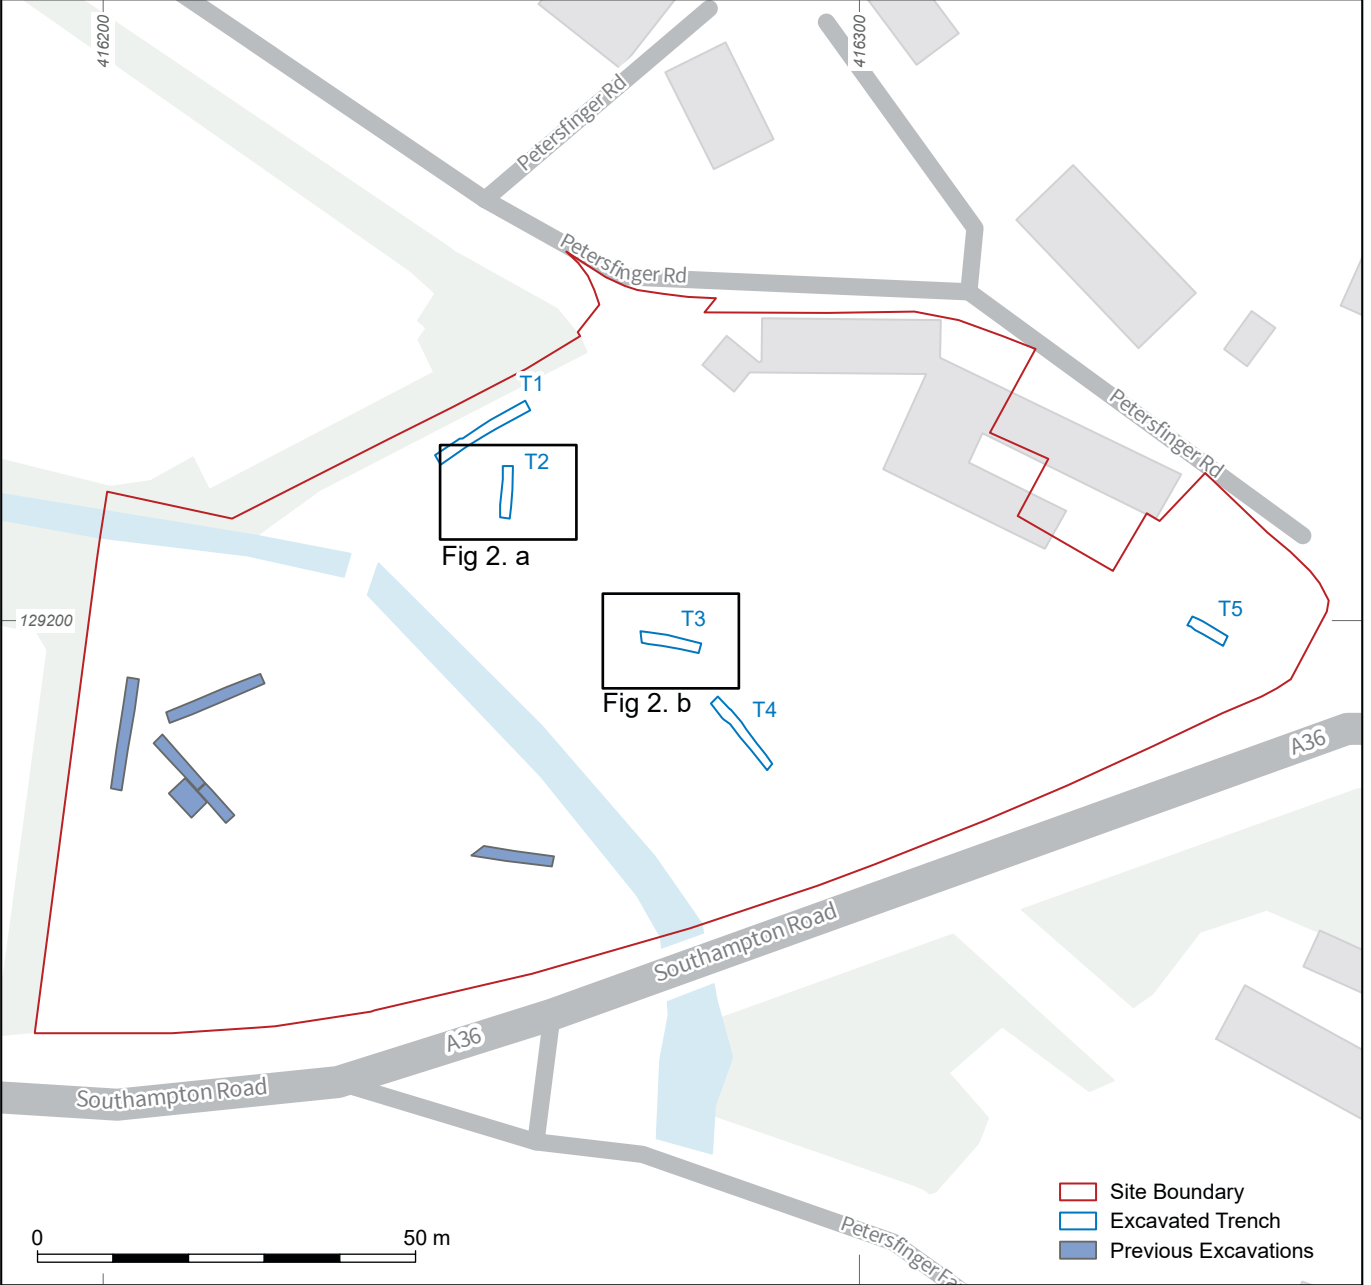 416200
416300
Petersfinger Rd
Petersfinger Rd
T1
Petersfinger Rd
T2
Fig 2. a
T3
T5
129200
Fig 2. b
T4
A36
Southampton Road
A36
Southampton Road
Site Boundary
Excavated Trench
Previous Excavations
Petersfinger
0
50 m